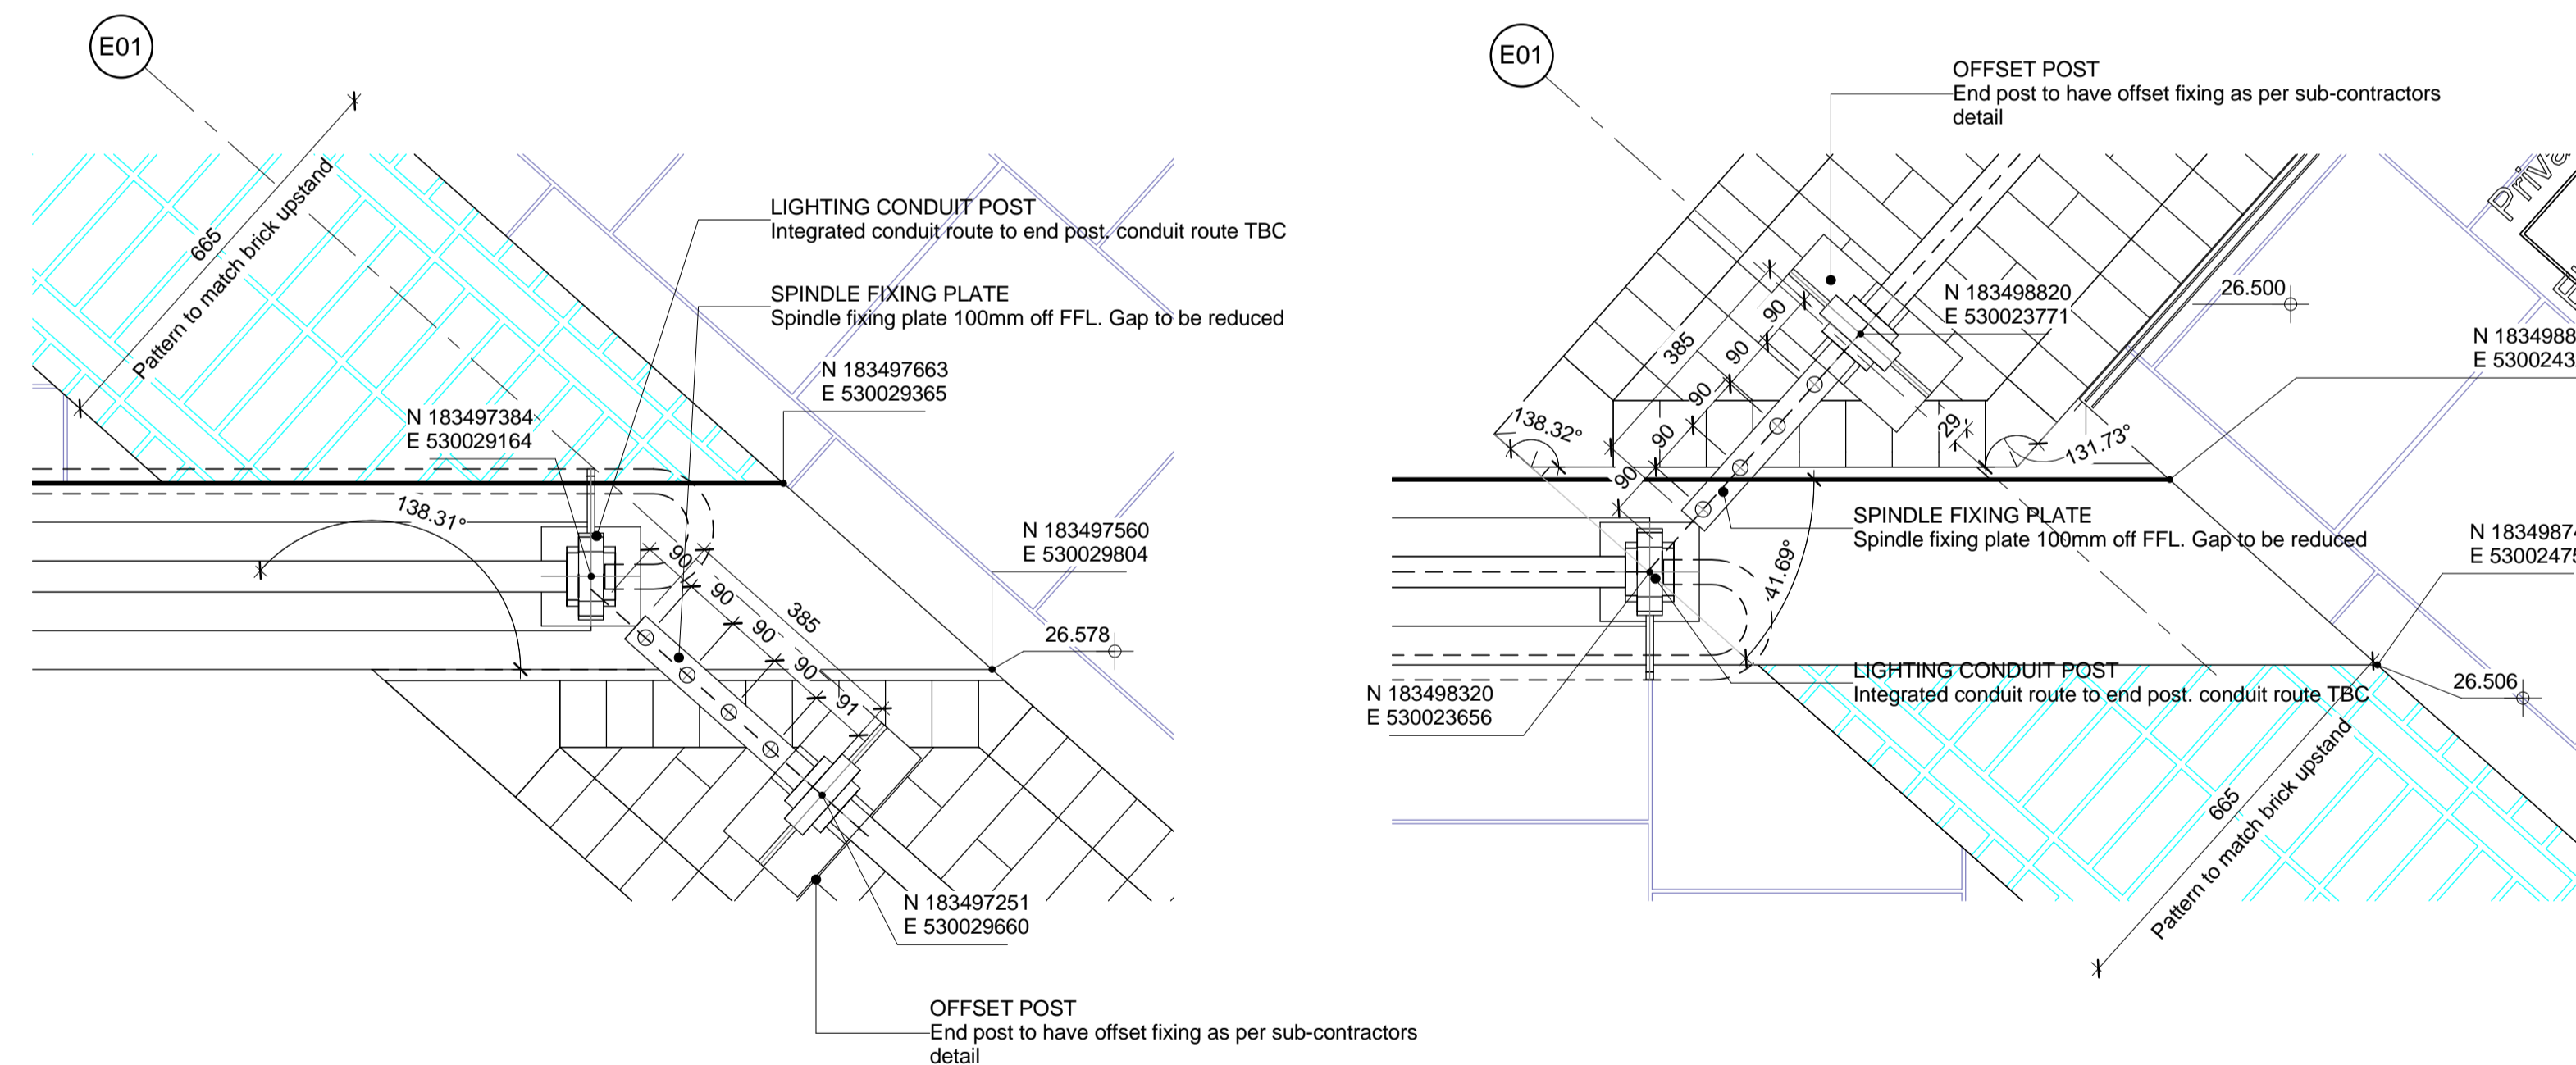 E01
665
Pattern to match brick upstand
LIGHTING CONDUIT POST
Integrated conduit route to end post. conduit route TBC
SPINDLE FIXING PLATE
Spindle fixing plate 100mm off FFL. Gap to be reduced
N 183497663
E 530029365
N 183497384
E 530029164
138.31°
N 183497560
E 530029804
26.578
90
90
90
90
91
385
N 183497251
E 530029660
OFFSET POST
End post to have offset fixing as per sub-contractors
detail
E01
OFFSET POST
End post to have offset fixing as per sub-contractors
detail
N 183498820
E 530023771
26.500
385
90
90
90
90
90
29
138.32°
131.73°
SPINDLE FIXING PLATE
Spindle fixing plate 100mm off FFL. Gap to be reduced
41.69°
LIGHTING CONDUIT POST
Integrated conduit route to end post. conduit route TBC
N 183498320
E 530023656
N 1834988
E 5300243
N 18349874
E 53002475
26.506
665
Pattern to match brick upstand
Priva